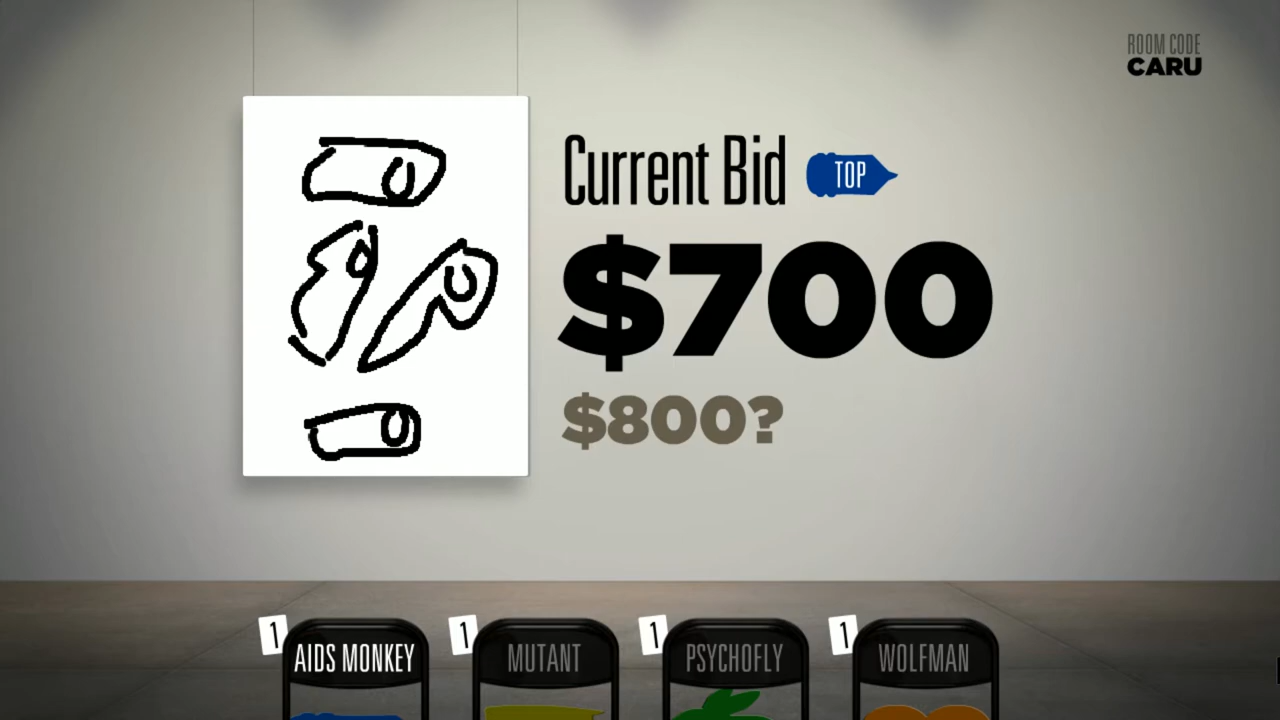 ROOM CODE
CARU
Current Bid TOP
$700
$800?
1 AIDS MONKEY 1 MUTANT 1 PSYCHOFLY 1 WOLFMAN